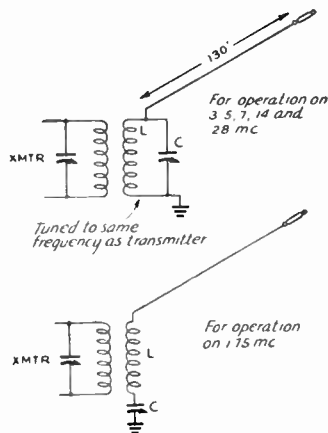 130'
For operation on
3.5, 7, 14 and
28 mc
L
C
XMTR
Tuned to same
frequency as transmitter
For operation
on 1.75 mc
L
XMTR
C